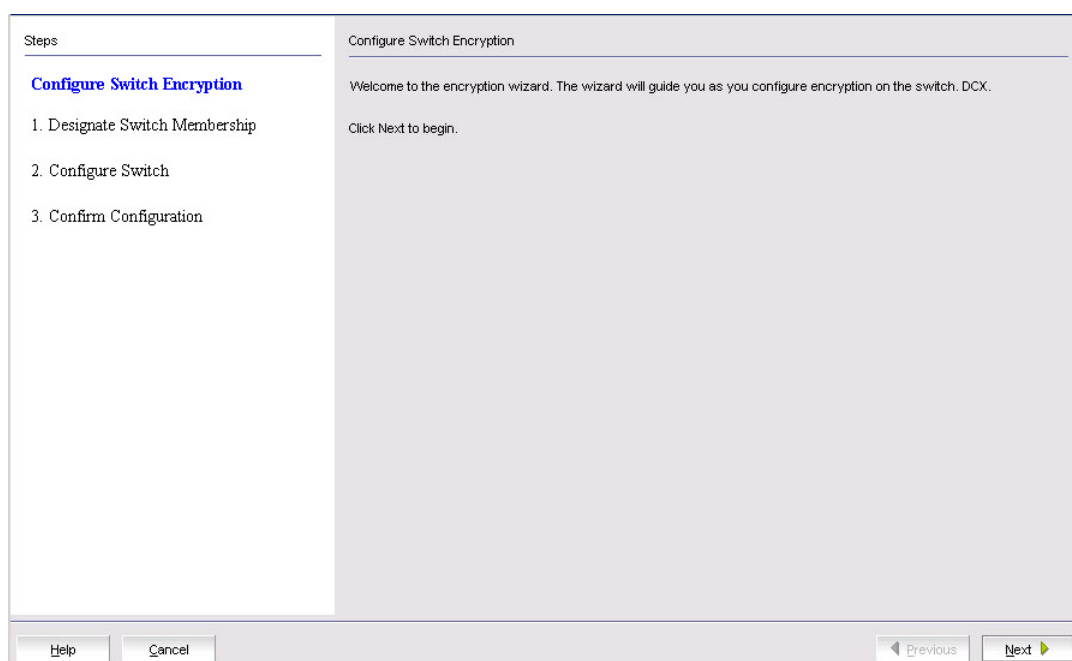 Steps
Configure Switch Encryption
1. Designate Switch Membership
2. Configure Switch
3. Confirm Configuration
Configure Switch Encryption
Welcome to the encryption wizard. The wizard will guide you as you configure encryption on the switch. DCX.
Click Next to begin.
Help
Cancel
Previous
Next